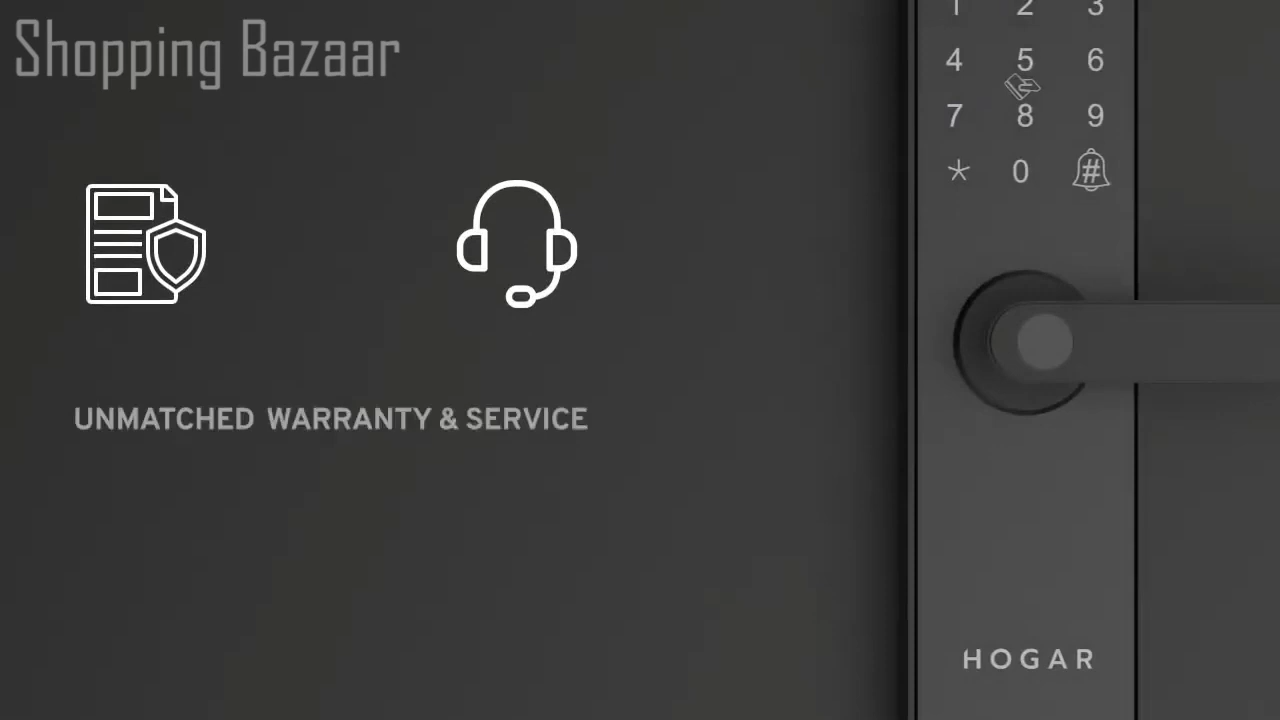 Shopping Bazaar
1 2 3
4 5 6
7 8 9
* 0 #
UNMATCHED WARRANTY & SERVICE
HOGAR